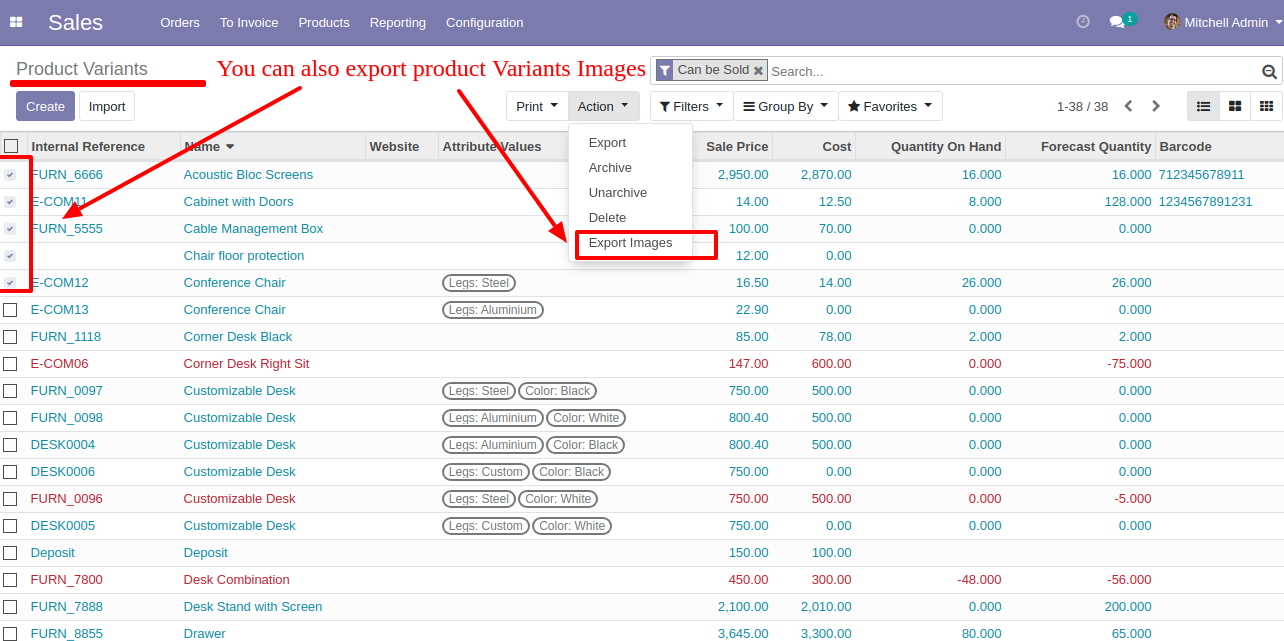 Sales Orders To Invoice Products Reporting Configuration 1 Mitchell Admin
Product Variants You can also export product Variants Images Can be Sold Search...
Create Import Print Action Filters Group By Favorites 1-38 / 38
Internal Reference Name Website Attribute Values Sale Price Cost Quantity On Hand Forecast Quantity Barcode
Export
Archive
Unarchive
Delete
Export Images
FURN_6666 Acoustic Bloc Screens 2,950.00 2,870.00 16.000 16.000 712345678911
E-COM11 Cabinet with Doors 14.00 12.50 8.000 128.000 1234567891231
FURN_5555 Cable Management Box 100.00 70.00 0.000 0.000
Chair floor protection 12.00 0.00
E-COM12 Conference Chair Legs: Steel 16.50 14.00 26.000 26.000
E-COM13 Conference Chair Legs: Aluminium 22.90 0.00 0.000 0.000
FURN_1118 Corner Desk Black 85.00 78.00 2.000 2.000
E-COM06 Corner Desk Right Sit 147.00 600.00 0.000 -75.000
FURN_0097 Customizable Desk Legs: Steel Color: Black 750.00 500.00 0.000 0.000
FURN_0098 Customizable Desk Legs: Aluminium Color: White 800.40 500.00 0.000 0.000
DESK0004 Customizable Desk Legs: Aluminium Color: Black 800.40 500.00 0.000 0.000
DESK0006 Customizable Desk Legs: Custom Color: Black 750.00 0.00 0.000 0.000
FURN_0096 Customizable Desk Legs: Steel Color: White 750.00 500.00 0.000 -5.000
DESK0005 Customizable Desk Legs: Custom Color: White 750.00 0.00 0.000 0.000
Deposit Deposit 150.00 100.00
FURN_7800 Desk Combination 450.00 300.00 -48.000 -56.000
FURN_7888 Desk Stand with Screen 2,100.00 2,010.00 0.000 200.000
FURN_8855 Drawer 3,645.00 3,300.00 80.000 65.000